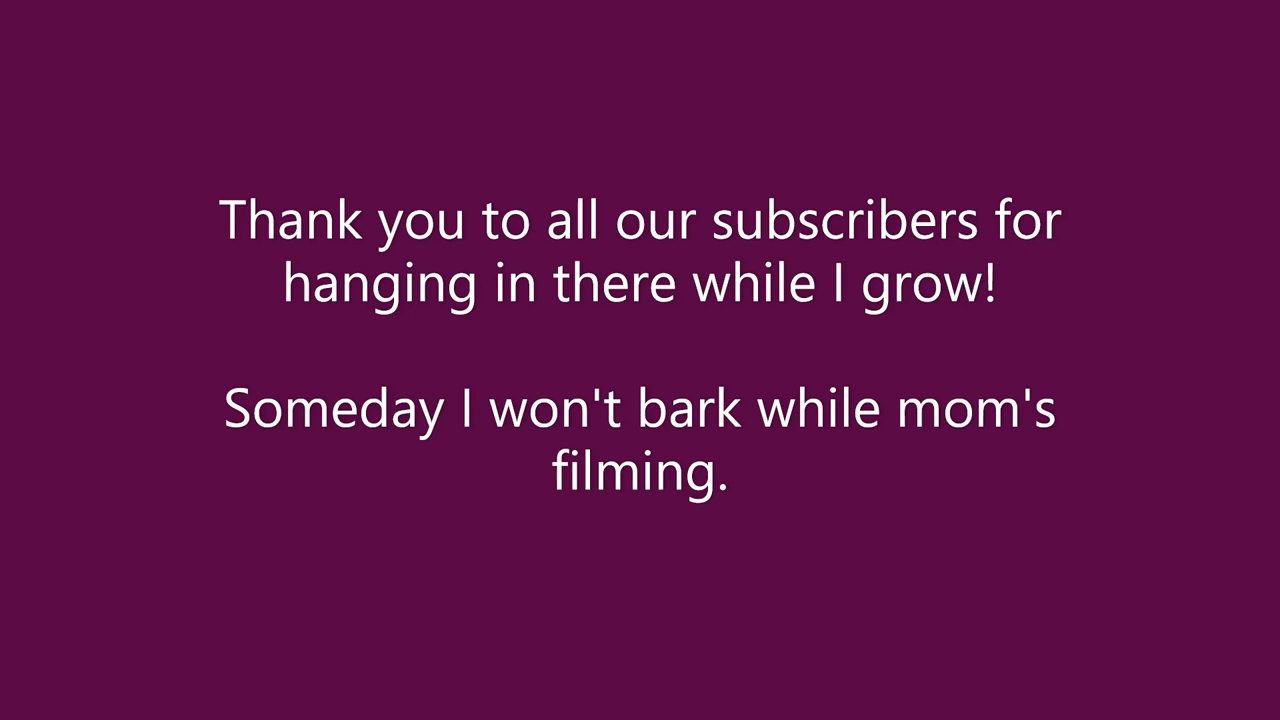 Thank you to all our subscribers for
hanging in there while I grow!
Someday I won't bark while mom's
filming.